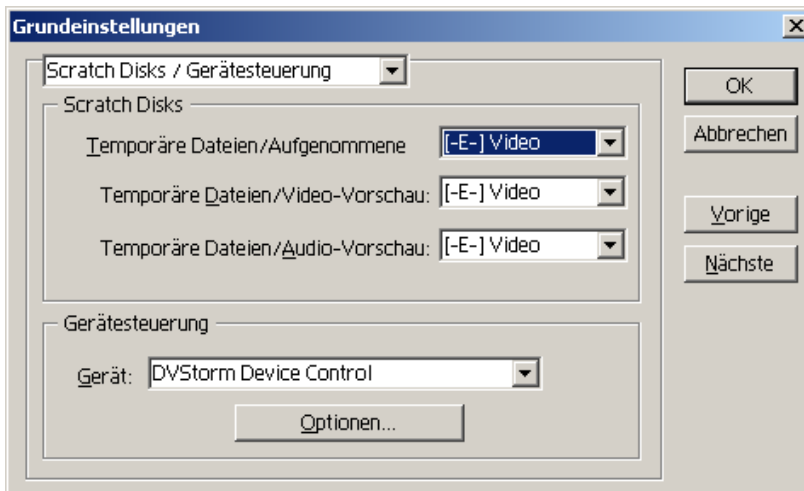 Grundeinstellungen
Scratch Disks / Gerätesteuerung
Scratch Disks
Temporäre Dateien/Aufgenommene [-E-] Video
Temporäre Dateien/Video-Vorschau: [-E-] Video
Temporäre Dateien/Audio-Vorschau: [-E-] Video
Gerätesteuerung
Gerät: DVStorm Device Control
Optionen...
OK
Abbrechen
Vorige
Nächste